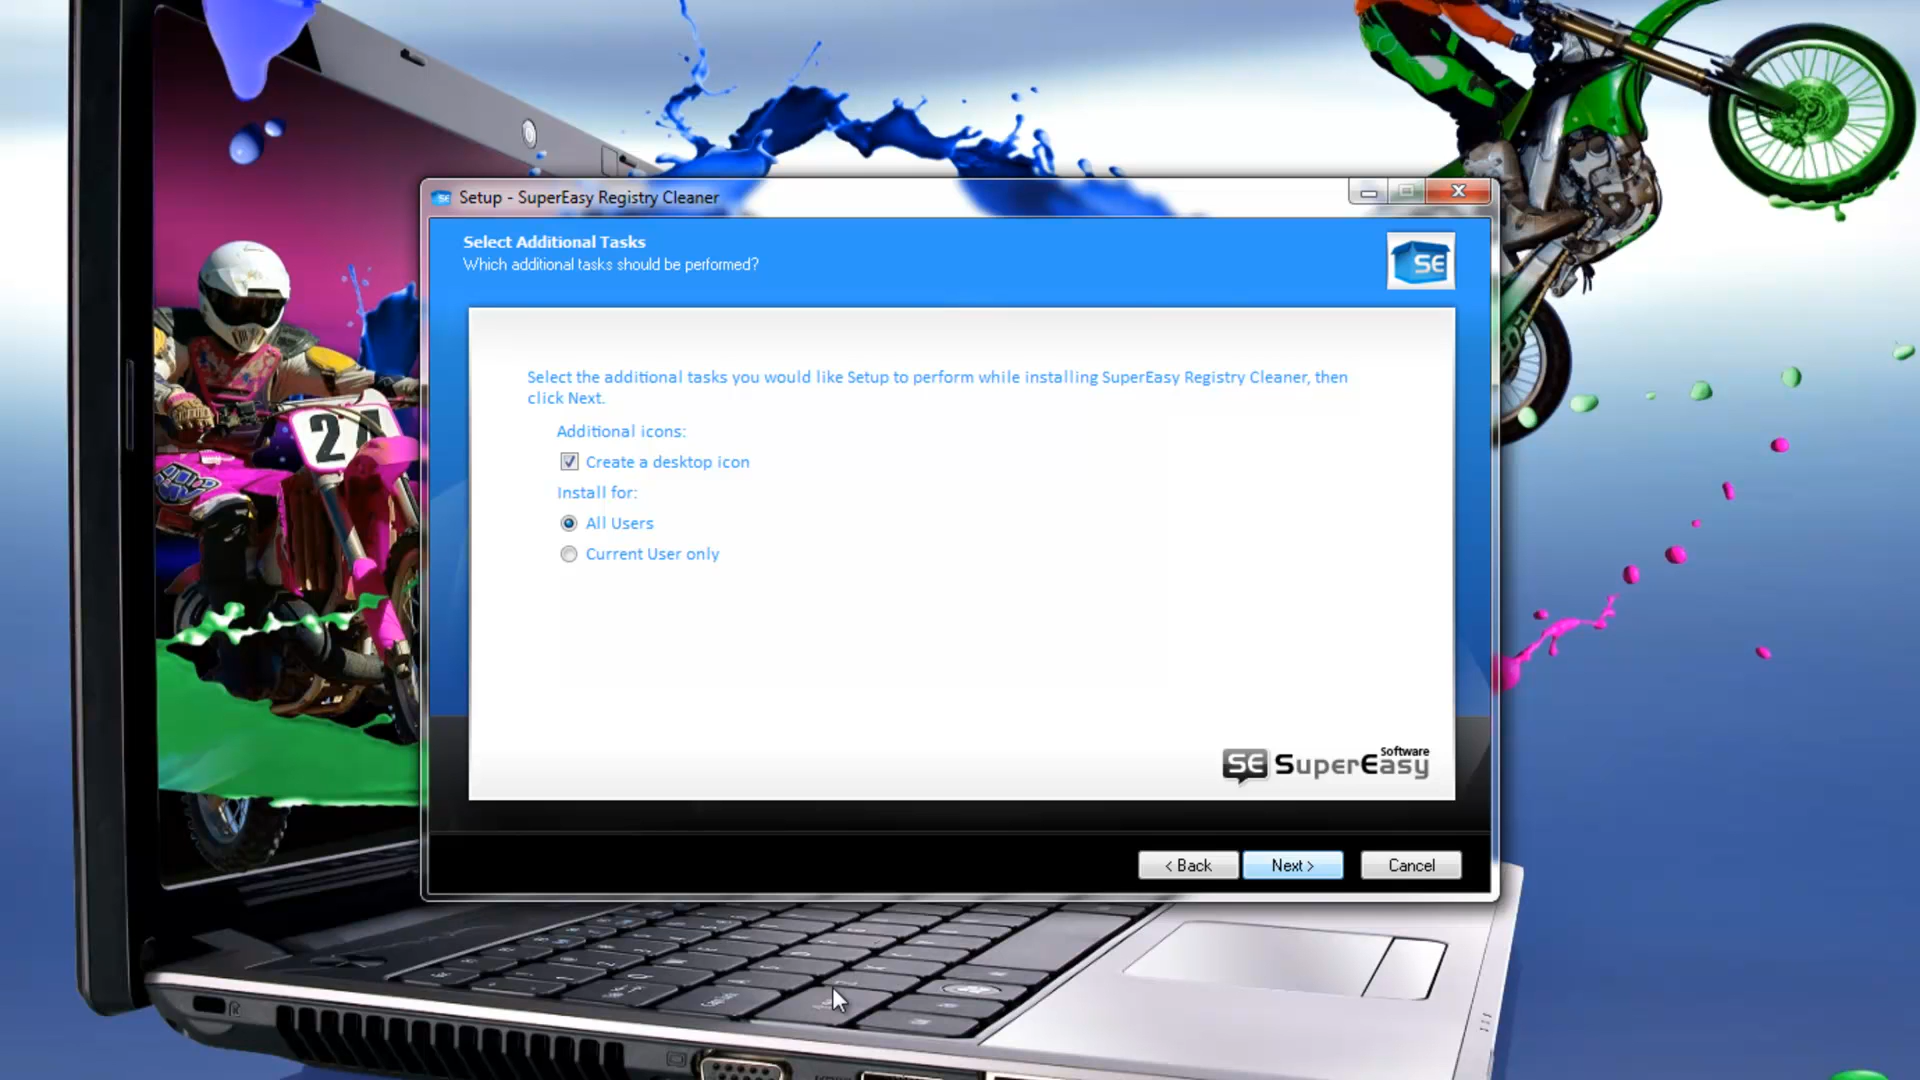 Setup - SuperEasy Registry Cleaner
Select Additional Tasks
Which additional tasks should be performed?
SE
Select the additional tasks you would like Setup to perform while installing SuperEasy Registry Cleaner, then
click Next.
Additional icons:
Create a desktop icon
Install for:
All Users
Current User only
SE SuperEasy Software
< Back
Next >
Cancel